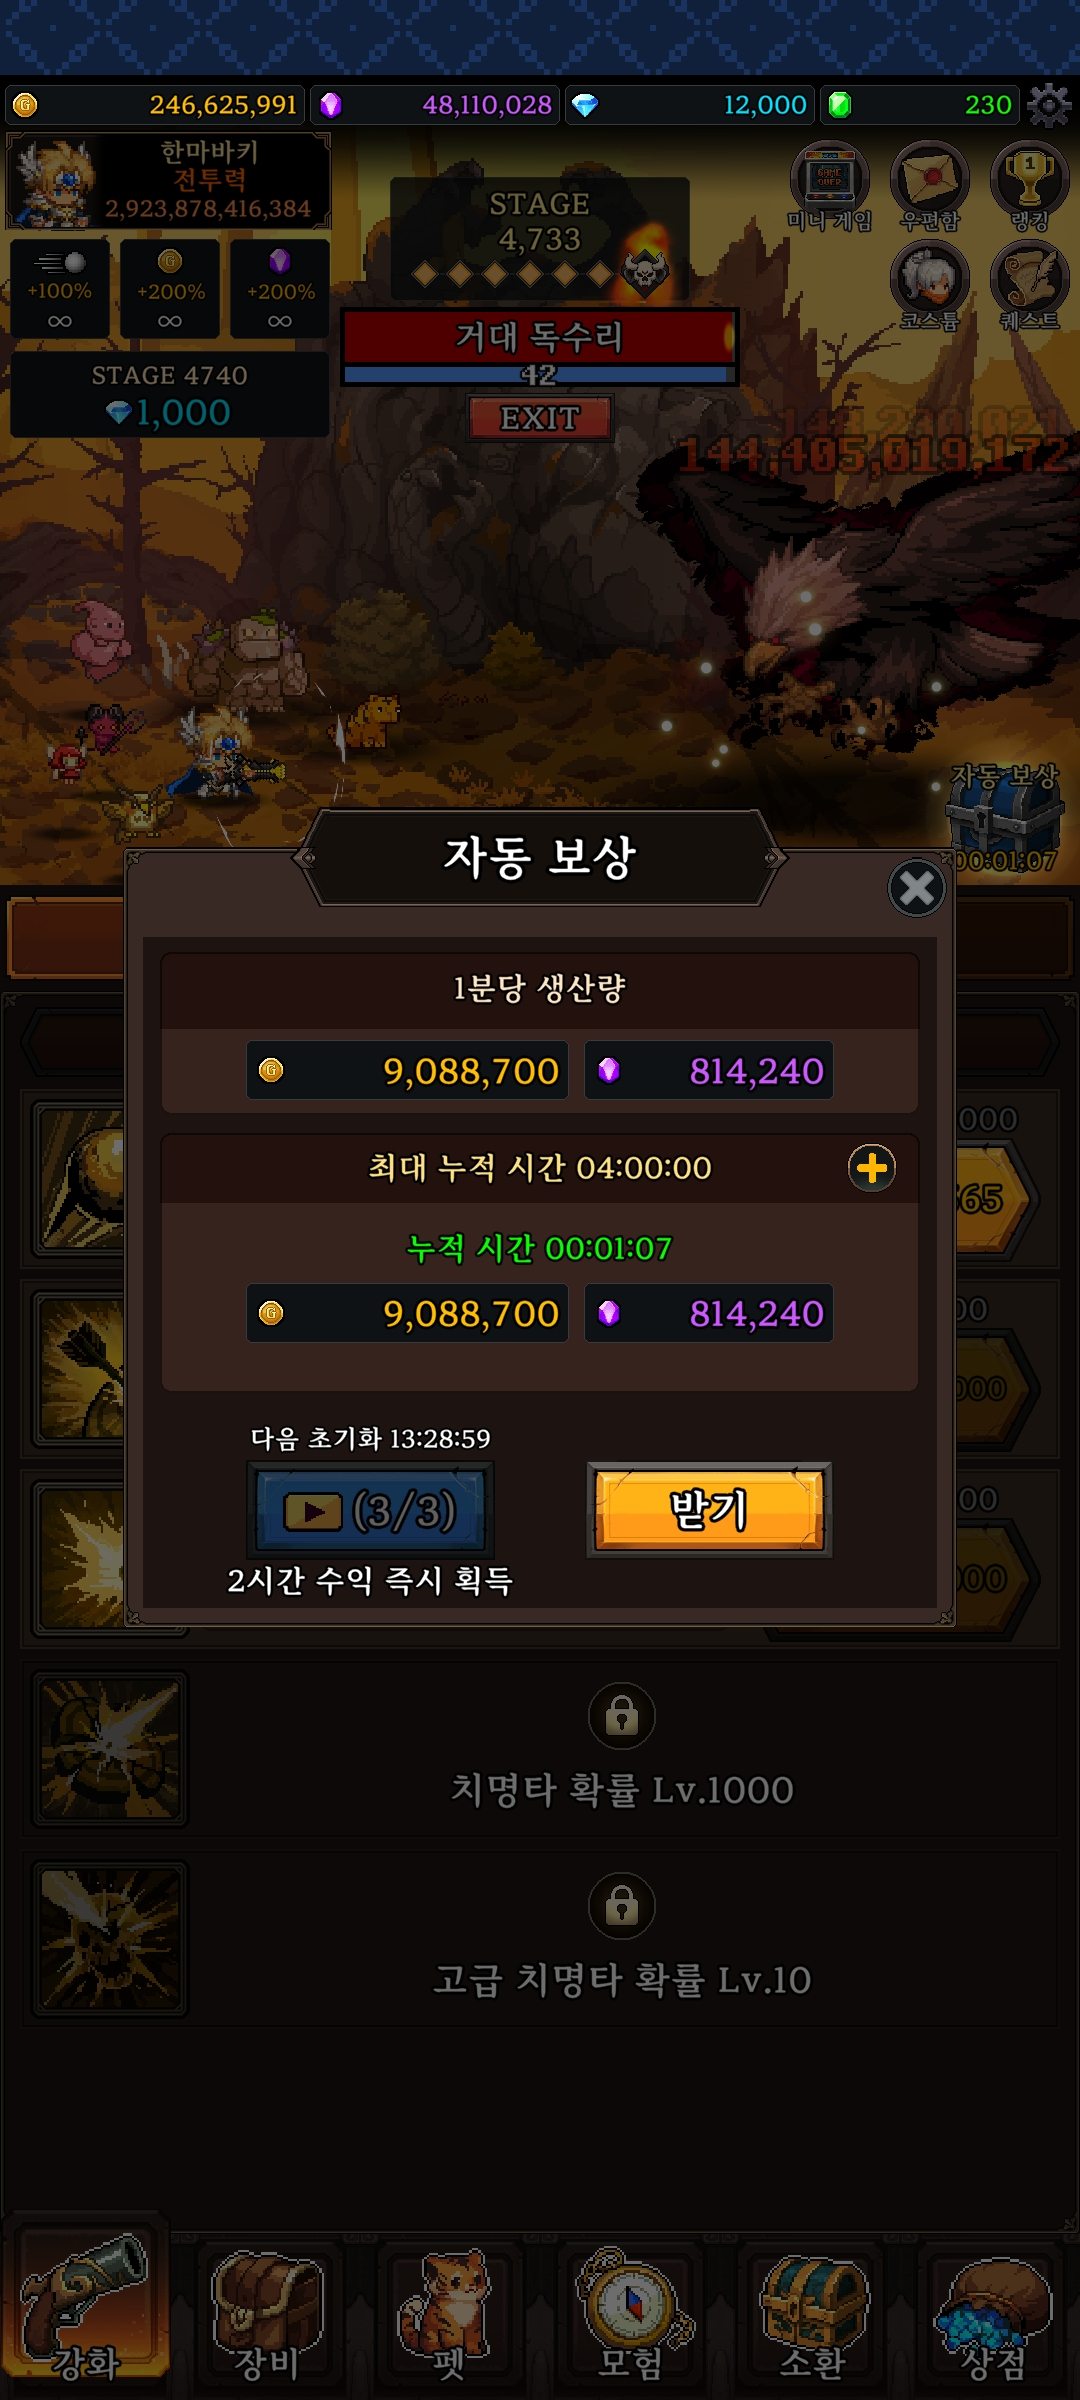 246,625,991
48,110,028
12,000
230
한마바키
전투력
2,923,878,416,384
+100%
∞
+200%
∞
+200%
∞
STAGE 4740
1,000
STAGE
4,733
거대 독수리
42
EXIT
미니 게임
우편함
랭킹
코스튬
퀘스트
144,405,019,172
자동 보상
00:01:07
자동 보상
1분당 생산량
9,088,700
814,240
최대 누적 시간 04:00:00
누적 시간 00:01:07
9,088,700
814,240
다음 초기화 13:28:59
(3/3)
받기
2시간 수익 즉시 획득
치명타 확률 Lv.1000
고급 치명타 확률 Lv.10
강화
장비
펫
모험
소환
상점